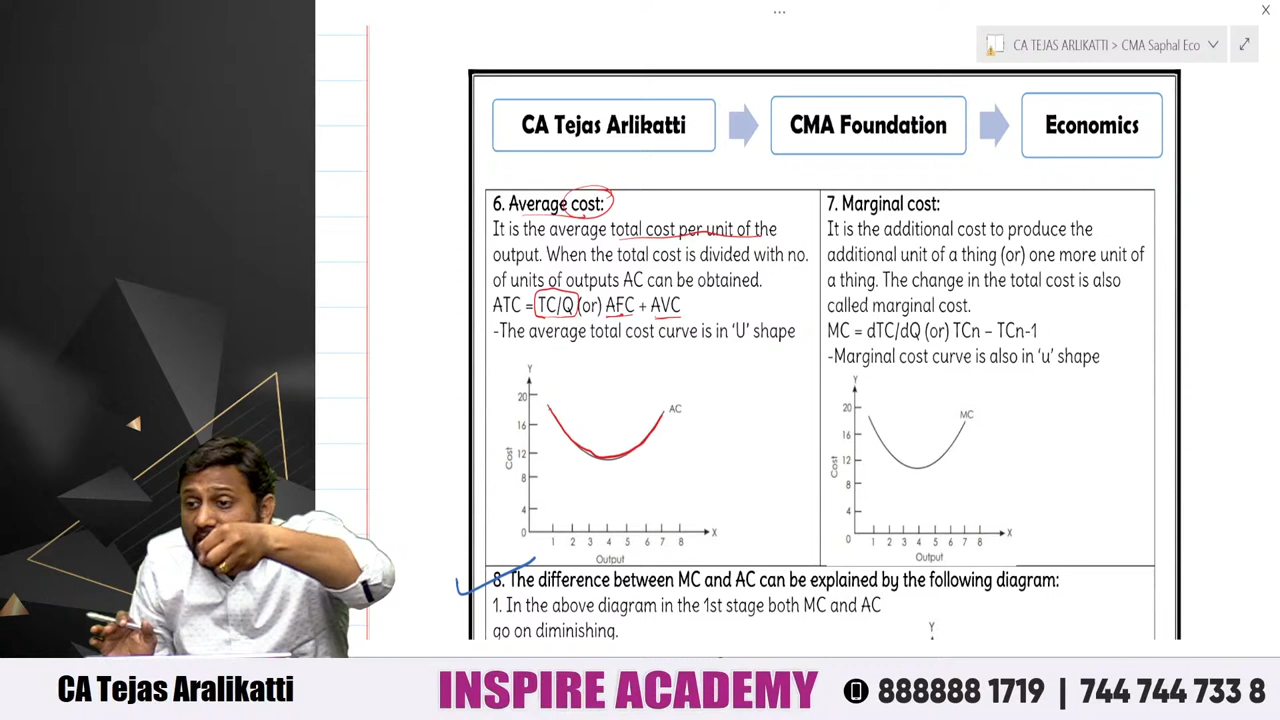 ...
X
CA TEJAS ARLIKATTI > CMA Saphal Eco
CA Tejas Arlikatti
CMA Foundation
Economics
6. Average cost:
It is the average total cost per unit of the
output. When the total cost is divided with no.
of units of outputs AC can be obtained.
ATC = TC/Q (or) AFC + AVC
-The average total cost curve is in 'U' shape
Y
20
16
12
8
4
0
AC
Cost
1 2 3 4 5 6 7 8
X
Output
7. Marginal cost:
It is the additional cost to produce the
additional unit of a thing (or) one more unit of
a thing. The change in the total cost is also
called marginal cost.
MC = dTC/dQ (or) TCn – TCn-1
-Marginal cost curve is also in 'u' shape
Y
20
16
12
8
4
0
MC
Cost
1 2 3 4 5 6 7 8
X
Output
8. The difference between MC and AC can be explained by the following diagram:
1. In the above diagram in the 1st stage both MC and AC
go on diminishing.
Y
CA Tejas Aralikatti
INSPIRE ACADEMY
888888 1719 | 744 744 733 8